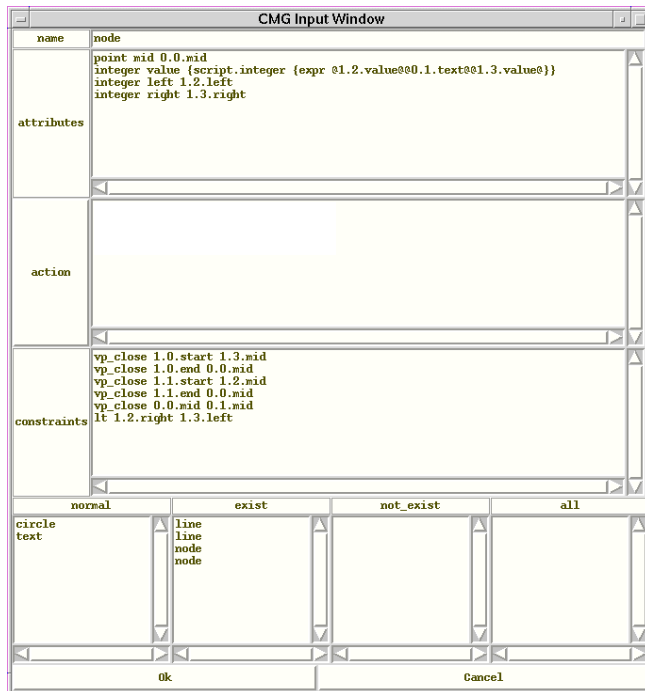 CMG Input Window
name
node
attributes
point mid 0.0.mid
integer value {script.integer {expr @1.2.value@@0.1.text@@1.3.value@}}
integer left 1.2.left
integer right 1.3.right
action
constraints
vp_close 1.0.start 1.3.mid
vp_close 1.0.end 0.0.mid
vp_close 1.1.start 1.2.mid
vp_close 1.1.end 0.0.mid
vp_close 0.0.mid 0.1.mid
lt 1.2.right 1.3.left
normal
exist
not_exist
all
circle
text
line
line
node
node
Ok
Cancel